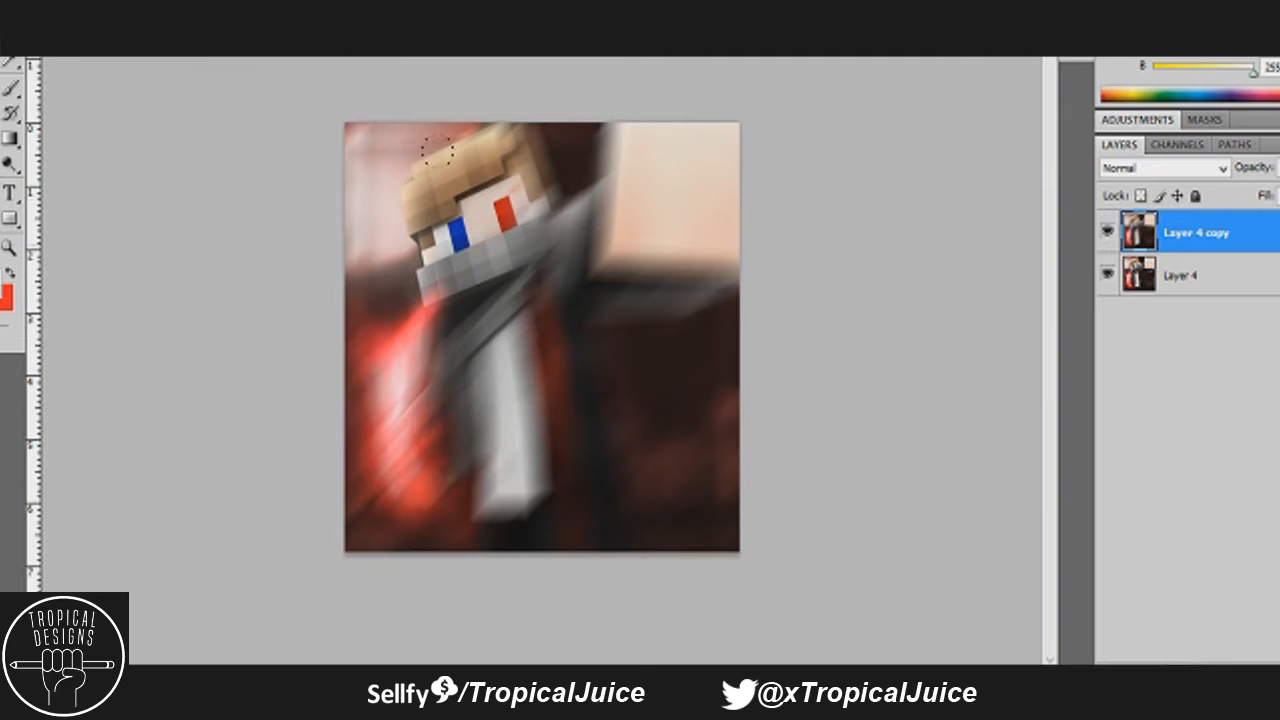 B 255
ADJUSTMENTS MASKS
LAYERS CHANNELS PATHS
Normal Opacity:
Lock: Fill:
Layer 4 copy
Layer 4
T
TROPICAL
DESIGNS
Sellfy $/TropicalJuice @xTropicalJuice